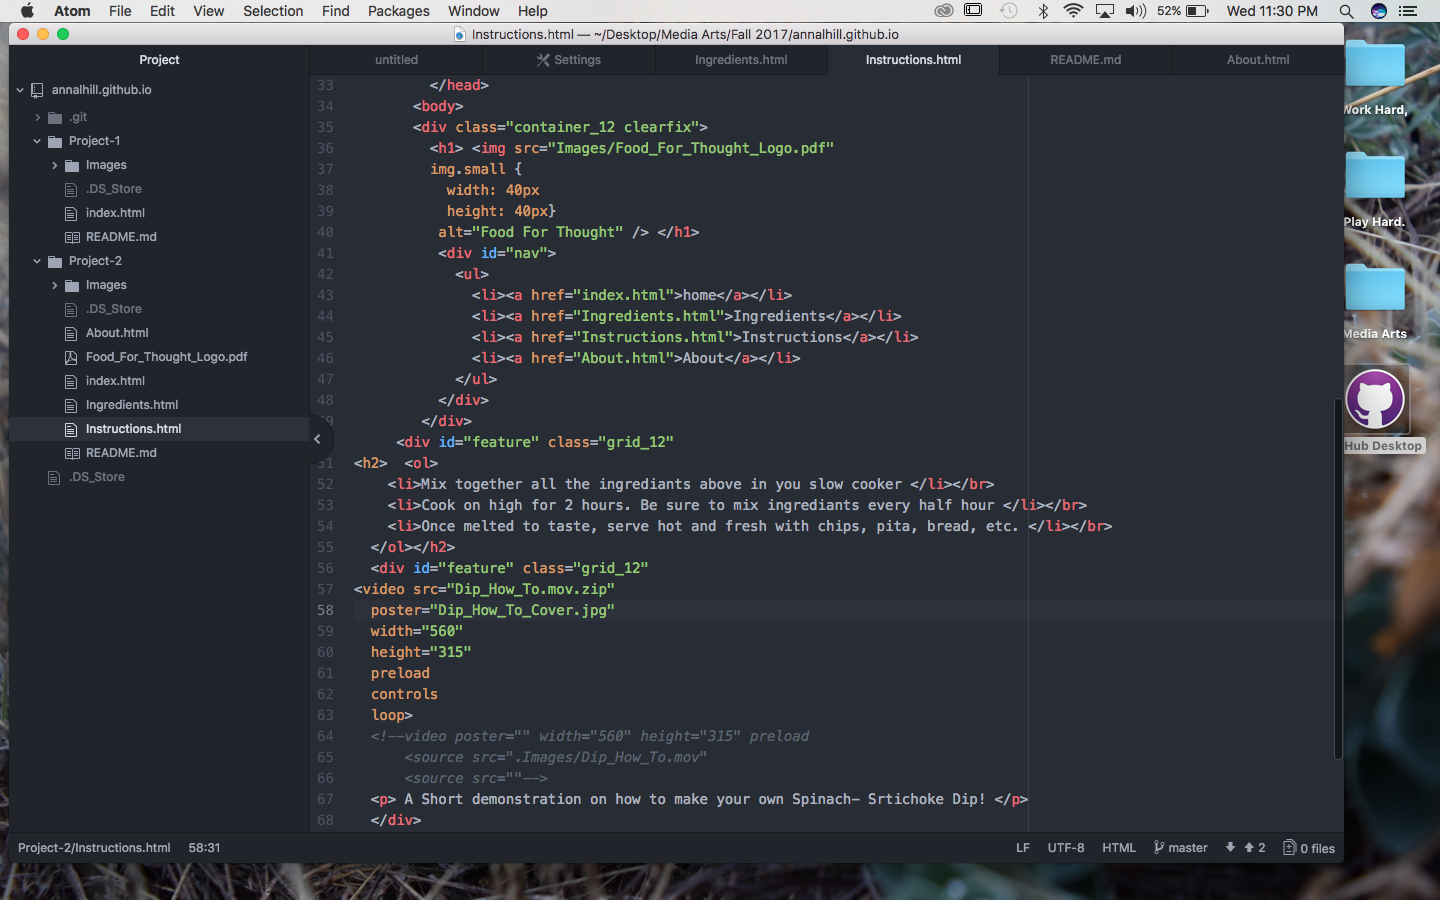 Atom File Edit View Selection Find Packages Window Help 52% Wed 11:30 PM
Instructions.html — ~/Desktop/Media Arts/Fall 2017/annalhill.github.io
Project
untitled Settings Ingredients.html Instructions.html README.md About.html
annalhill.github.io
.git
Project-1
Images
.DS_Store
index.html
README.md
Project-2
Images
.DS_Store
About.html
Food_For_Thought_Logo.pdf
index.html
Ingredients.html
Instructions.html
README.md
.DS_Store
33 </head>
34 <body>
35 <div class="container_12 clearfix">
36 <h1> <img src="Images/Food_For_Thought_Logo.pdf"
37 img.small {
38 width: 40px
39 height: 40px}
40 alt="Food For Thought" /> </h1>
41 <div id="nav">
42 <ul>
43 <li><a href="index.html">home</a></li>
44 <li><a href="Ingredients.html">Ingredients</a></li>
45 <li><a href="Instructions.html">Instructions</a></li>
46 <li><a href="About.html">About</a></li>
47 </ul>
48 </div>
</div>
<div id="feature" class="grid_12"
<h2> <ol>
52 <li>Mix together all the ingrediants above in you slow cooker </li></br>
53 <li>Cook on high for 2 hours. Be sure to mix ingrediants every half hour </li></br>
54 <li>Once melted to taste, serve hot and fresh with chips, pita, bread, etc. </li></br>
55 </ol></h2>
56 <div id="feature" class="grid_12"
57 <video src="Dip_How_To.mov.zip"
58 poster="Dip_How_To_Cover.jpg"
59 width="560"
60 height="315"
61 preload
62 controls
63 loop>
64 <!--video poster="" width="560" height="315" preload
65 <source src=".Images/Dip_How_To.mov"
66 <source src=""-->
67 <p> A Short demonstration on how to make your own Spinach- Srtichoke Dip! </p>
68 </div>
Project-2/Instructions.html 58:31 LF UTF-8 HTML master 2 0 files
Work Hard,
Play Hard.
Media Arts
Hub Desktop